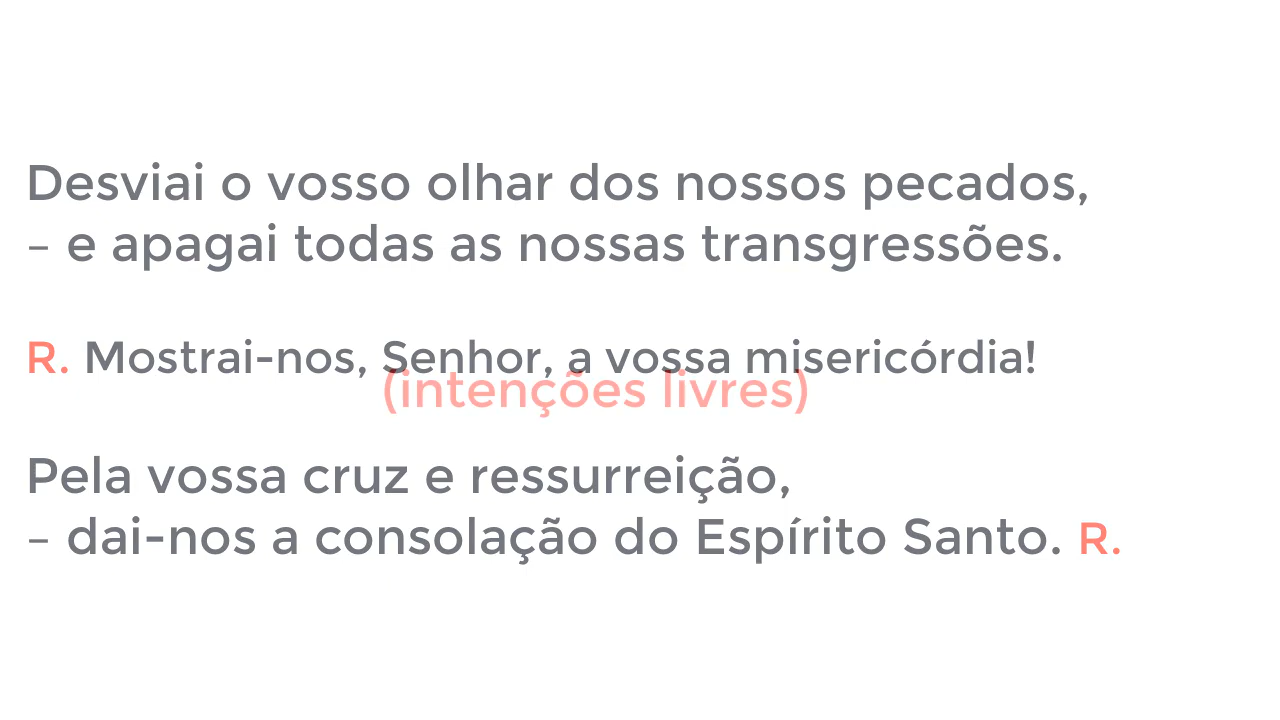 Desviai o vosso olhar dos nossos pecados,
– e apagai todas as nossas transgressões.
R. Mostrai-nos, Senhor, a vossa misericórdia!
(intenções livres)
Pela vossa cruz e ressurreição,
– dai-nos a consolação do Espírito Santo. R.